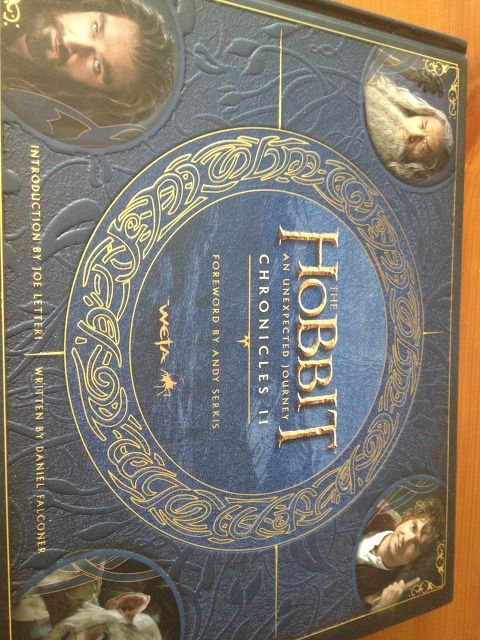 THE
HOBBIT
AN UNEXPECTED JOURNEY
CHRONICLES II
FOREWORD BY ANDY SERKIS
WETA
INTRODUCTION BY JOE LETTERI WRITTEN BY DANIEL FALCONER